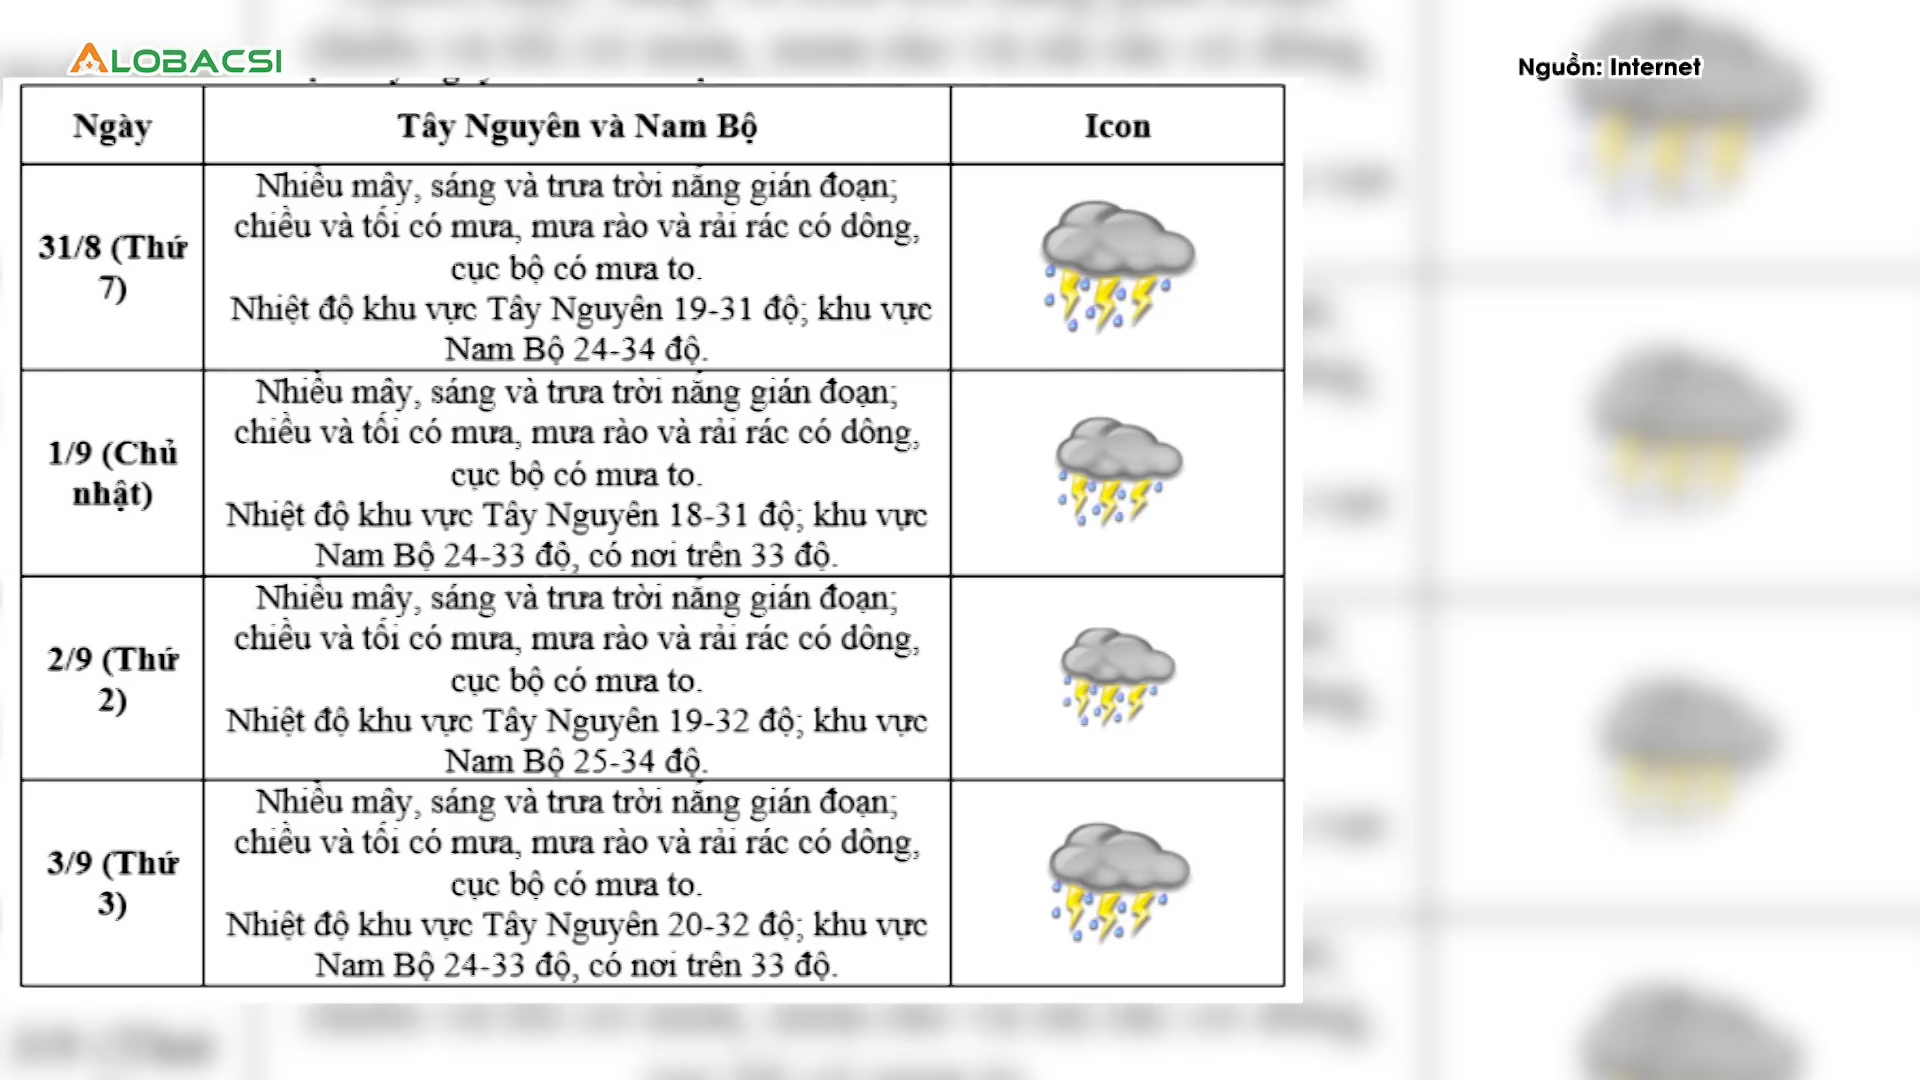 ALOBACSI
Nguồn: Internet
Ngày
Tây Nguyên và Nam Bộ
Icon
31/8 (Thứ
7)
Nhiều mây, sáng và trưa trời nắng gián đoạn;
chiều và tối có mưa, mưa rào và rải rác có dông,
cục bộ có mưa to.
Nhiệt độ khu vực Tây Nguyên 19-31 độ; khu vực
Nam Bộ 24-34 độ.
1/9 (Chủ
nhật)
Nhiều mây, sáng và trưa trời nắng gián đoạn;
chiều và tối có mưa, mưa rào và rải rác có dông,
cục bộ có mưa to.
Nhiệt độ khu vực Tây Nguyên 18-31 độ; khu vực
Nam Bộ 24-33 độ, có nơi trên 33 độ.
2/9 (Thứ
2)
Nhiều mây, sáng và trưa trời nắng gián đoạn;
chiều và tối có mưa, mưa rào và rải rác có dông,
cục bộ có mưa to.
Nhiệt độ khu vực Tây Nguyên 19-32 độ; khu vực
Nam Bộ 25-34 độ.
3/9 (Thứ
3)
Nhiều mây, sáng và trưa trời nắng gián đoạn;
chiều và tối có mưa, mưa rào và rải rác có dông,
cục bộ có mưa to.
Nhiệt độ khu vực Tây Nguyên 20-32 độ; khu vực
Nam Bộ 24-33 độ, có nơi trên 33 độ.